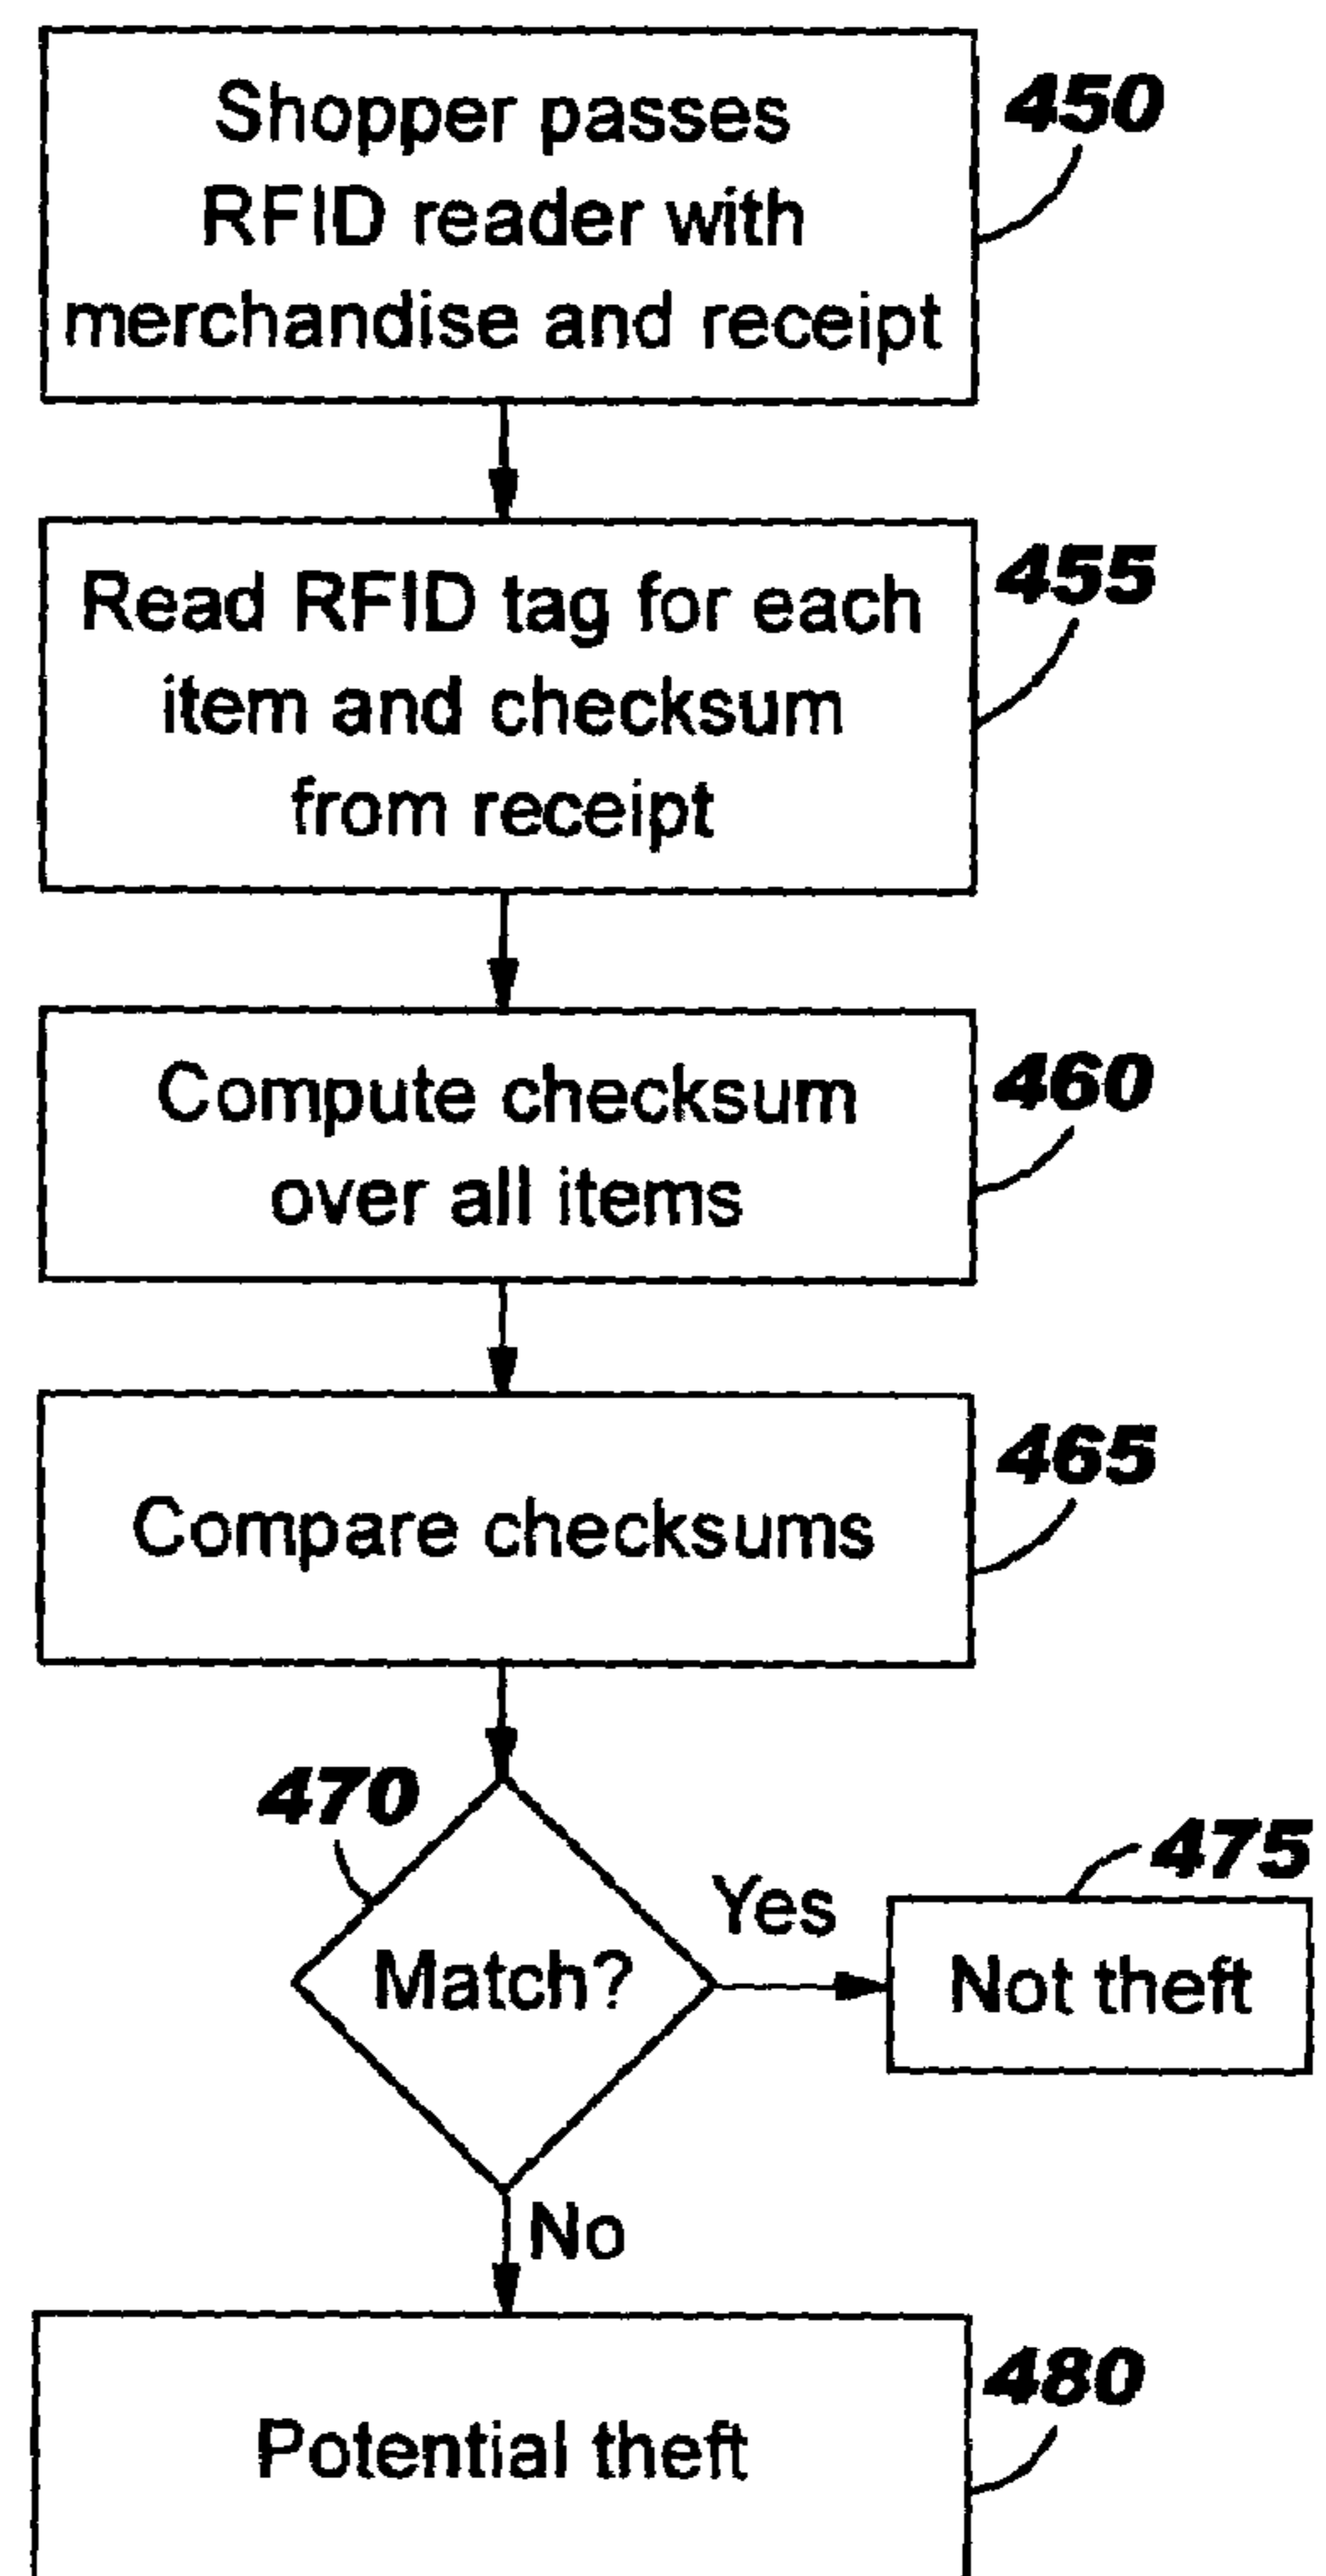 Shopper passes
RFID reader with
merchandise and receipt
450
Read RFID tag for each
item and checksum
from receipt
455
Compute checksum
over all items
460
Compare checksums
465
470
Match?
Yes
475
Not theft
No
Potential theft
480